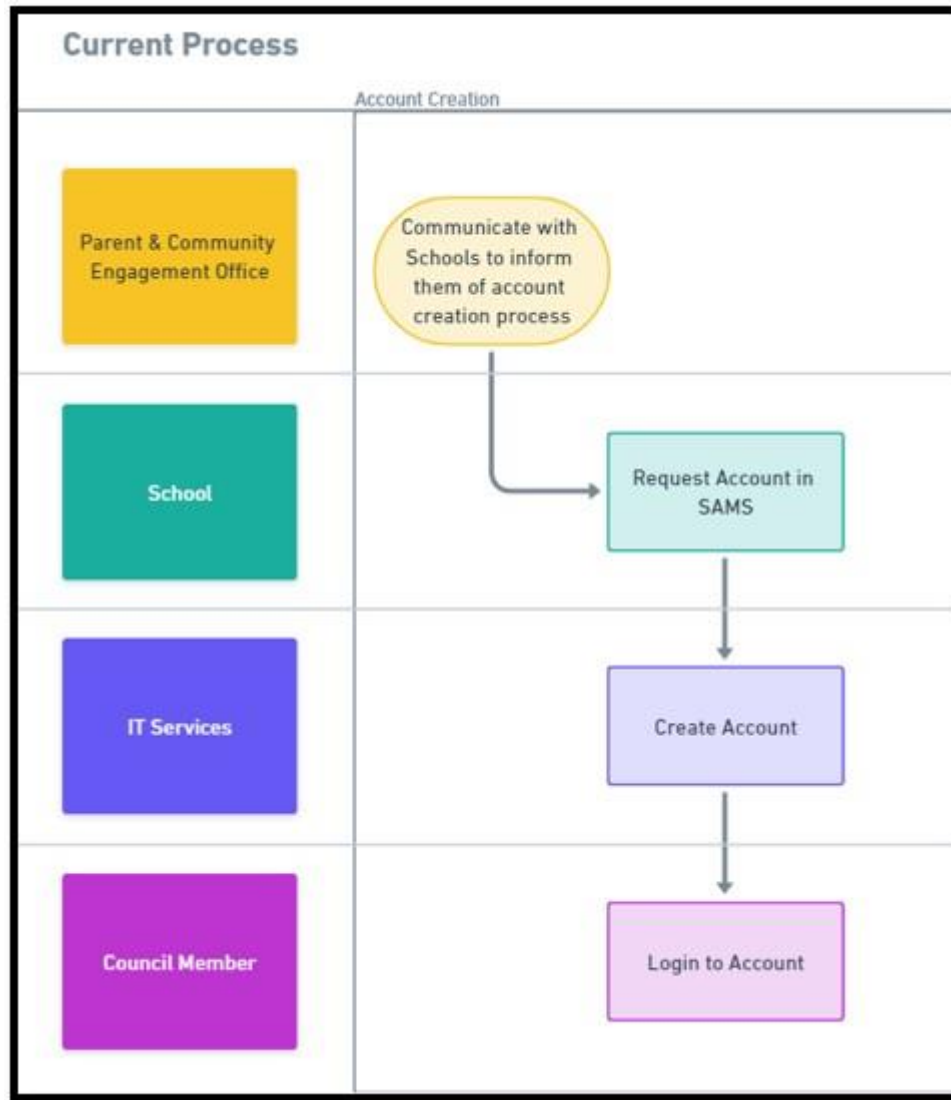 Current Process
Account Creation
Parent & Community
Engagement Office
Communicate with
Schools to inform
them of account
creation process
School
Request Account in
SAMS
IT Services
Create Account
Council Member
Login to Account